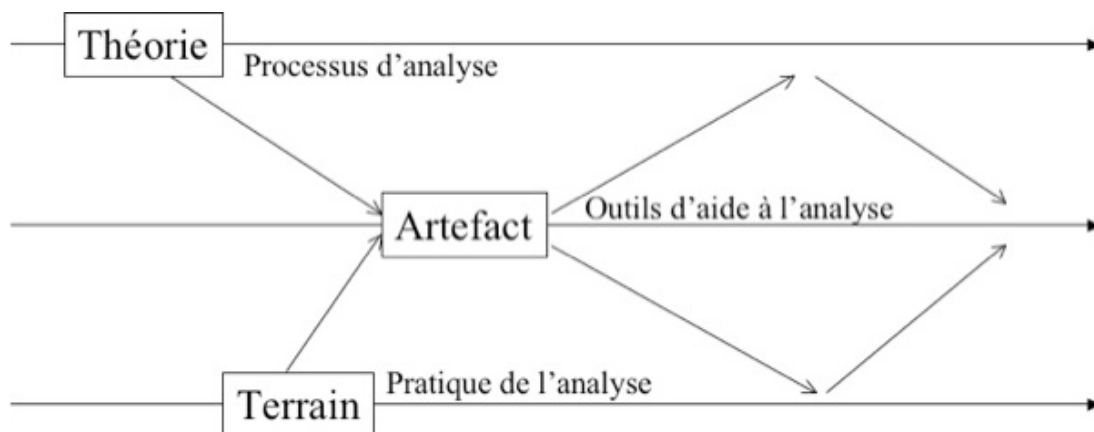 Théorie
Processus d'analyse
Artefact
Outils d'aide à l'analyse
Terrain
Pratique de l'analyse